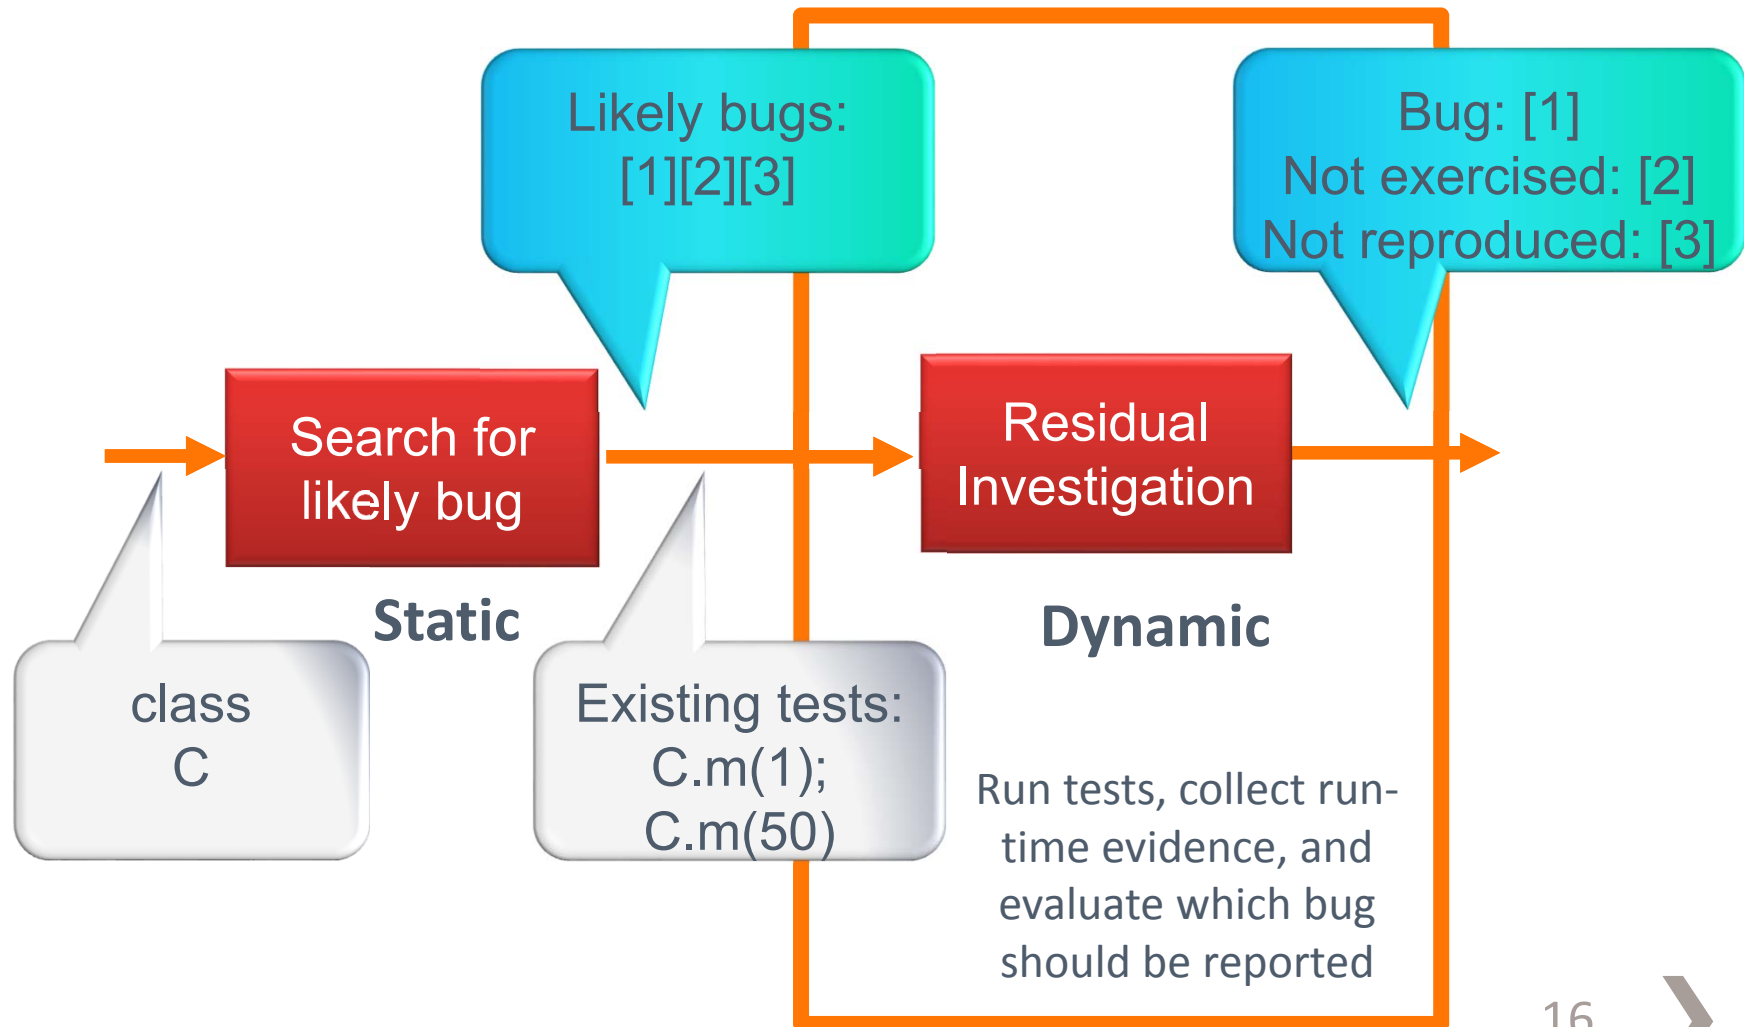 Likely bugs:
[1][2][3]
Bug: [1]
Not exercised: [2]
Not reproduced: [3]
Search for
likely bug
Residual
Investigation
Static
Dynamic
class
C
Existing tests:
C.m(1);
C.m(50)
Run tests, collect run-
time evidence, and
evaluate which bug
should be reported
16